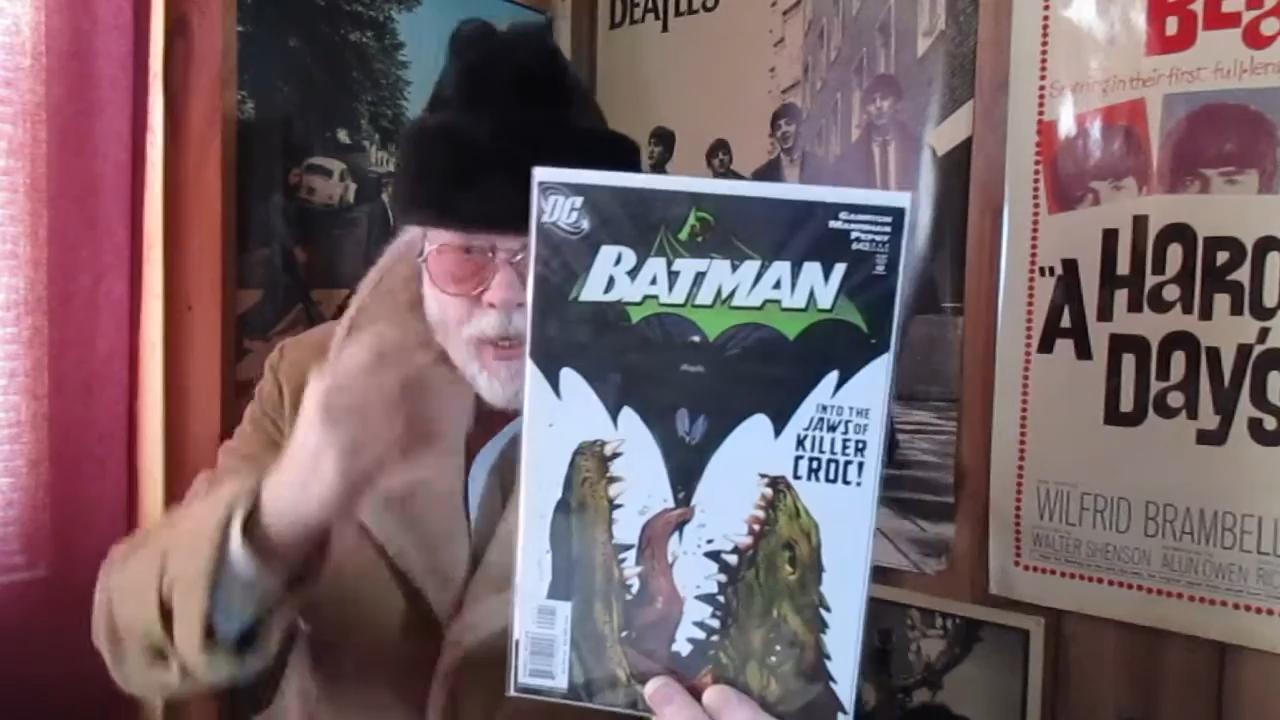 BEATLES
BEA
Starring in their first full-len
"A HARD
DAY'S
WILFRID BRAMBELL
WALTER SHENSON
ALUN OWEN RIC
DC
BATMAN
INTO THE
JAWS OF
KILLER
CROC!